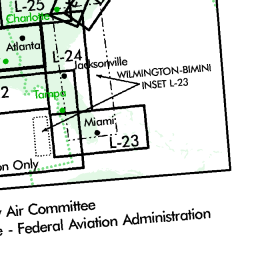 L-25
Charlotte
Atlanta
L-24
Jacksonville
WILMINGTON-BIMINI
INSET L-23
2
Tampa
Miami
L-23
on Only
y Air Committee
e - Federal Aviation Administration